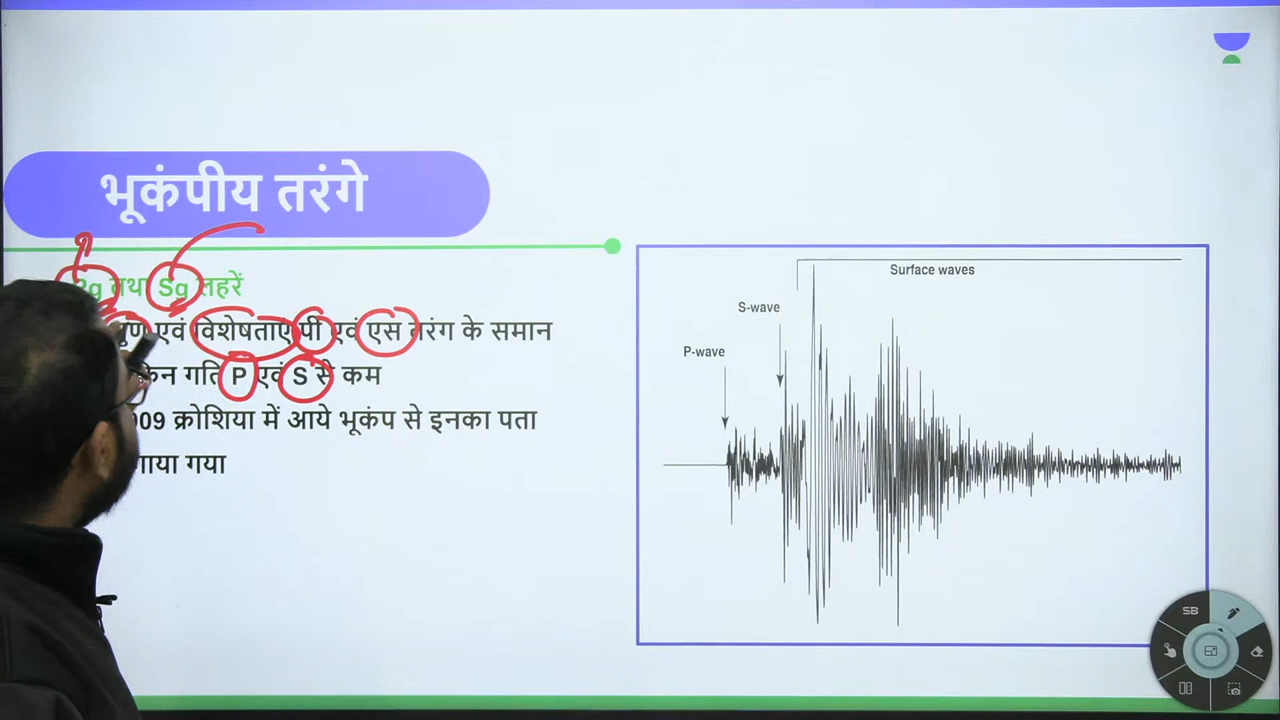 भूकंपीय तरंगे
तथा Sg लहरें
एवं विशेषताएं पी एवं एस तरंग के समान
गति P एवं S से कम
क्रोशिया में आये भूकंप से इनका पता
गया
Surface waves
S-wave
P-wave
SB